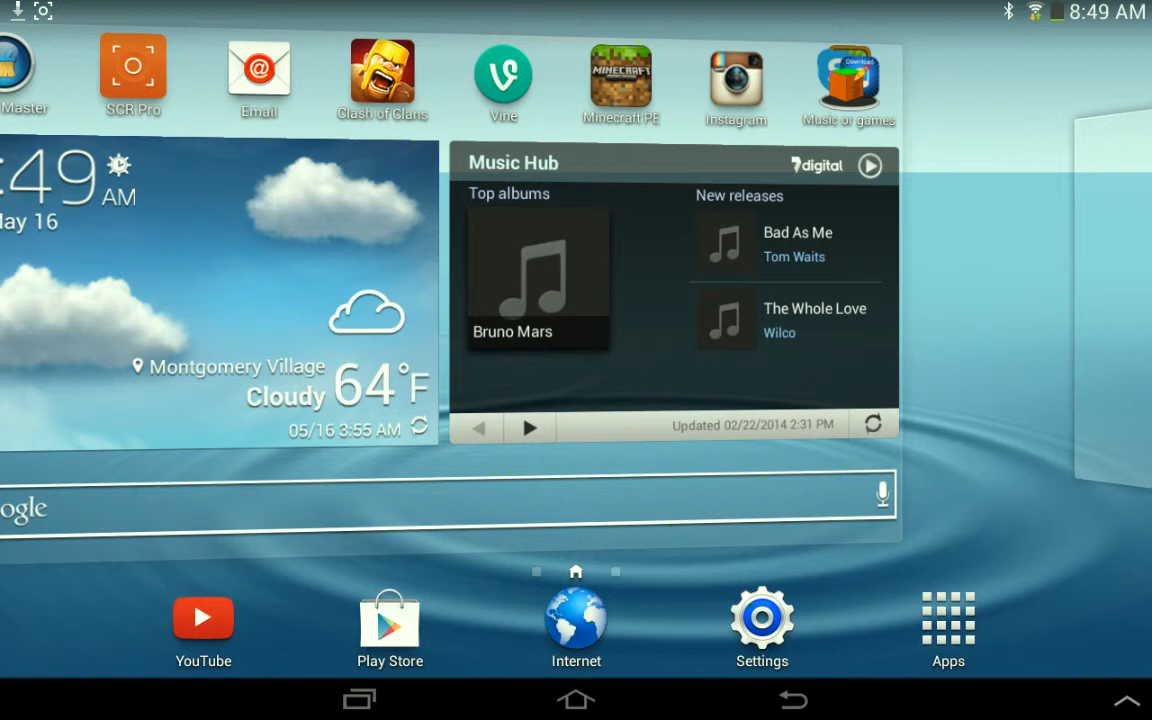 8:49 AM
Master
SCR Pro
Email
Clash of Clans
Vine
MINECRAFT
Minecraft PE
Instagram
Download
Music or games
:49 AM
May 16
Montgomery Village
Cloudy 64°F
05/16 3:55 AM
Music Hub
7digital
Top albums
Bruno Mars
New releases
Bad As Me
Tom Waits
The Whole Love
Wilco
Updated 02/22/2014 2:31 PM
ogle
YouTube
Play Store
Internet
Settings
Apps